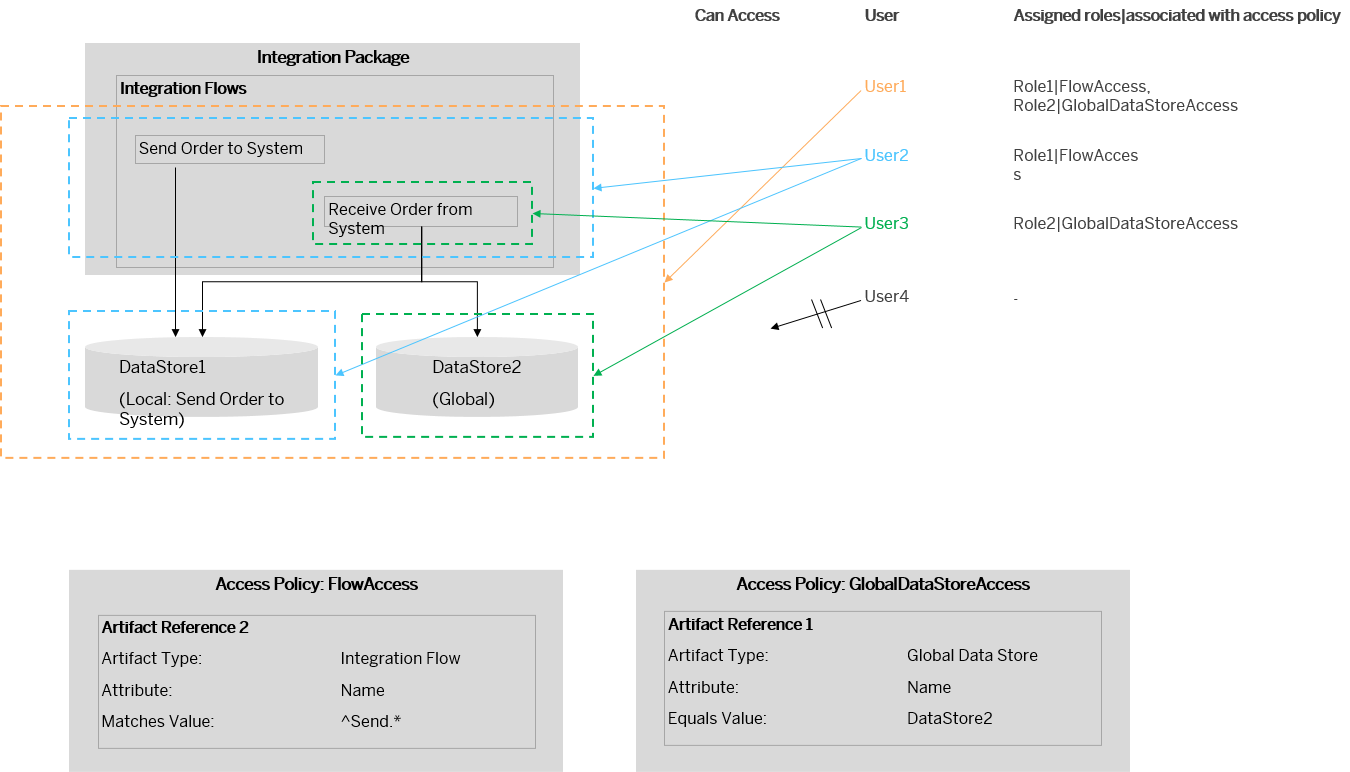 Can Access
User
Assigned roles|associated with access policy
Integration Package
Integration Flows
Send Order to System
Receive Order from
System
User1
Role1|FlowAccess,
Role2|GlobalDataStoreAccess
User2
Role1|FlowAcces
s
User3
Role2|GlobalDataStoreAccess
User4
-
DataStore1
(Local: Send Order to
System)
DataStore2
(Global)
Access Policy: FlowAccess
Artifact Reference 2
Artifact Type: Integration Flow
Attribute: Name
Matches Value: ^Send.*
Access Policy: GlobalDataStoreAccess
Artifact Reference 1
Artifact Type: Global Data Store
Attribute: Name
Equals Value: DataStore2